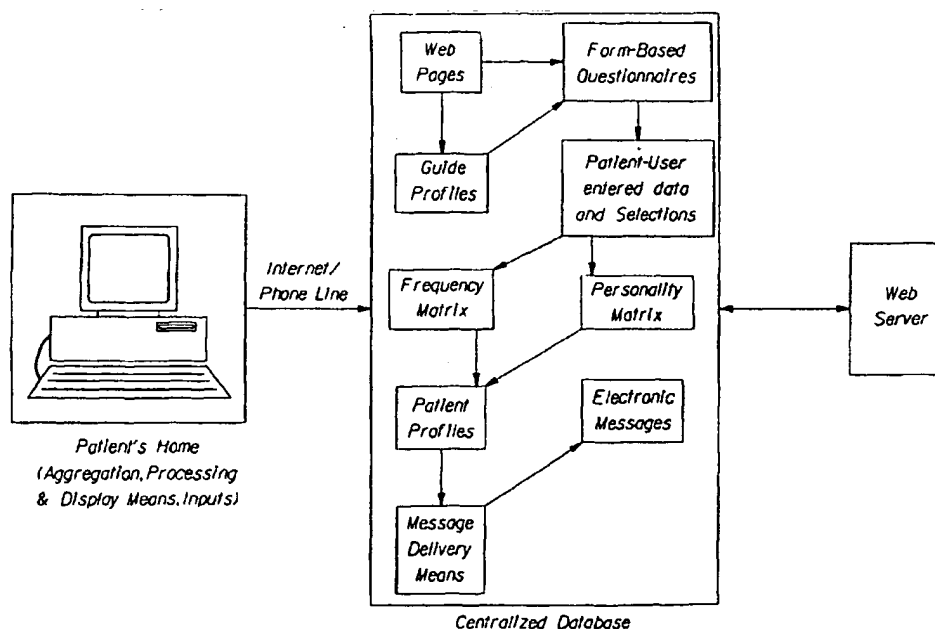 Web
Pages
Form-Based
Questionnaires
Guide
Profiles
Patient-User
entered data
and Selections
Internet/
Phone Line
Frequency
Matrix
Personality
Matrix
Web
Server
Patient
Profiles
Electronic
Messages
Patient's Home
(Aggregation, Processing
& Display Means, Inputs)
Message
Delivery
Means
Centralized Database